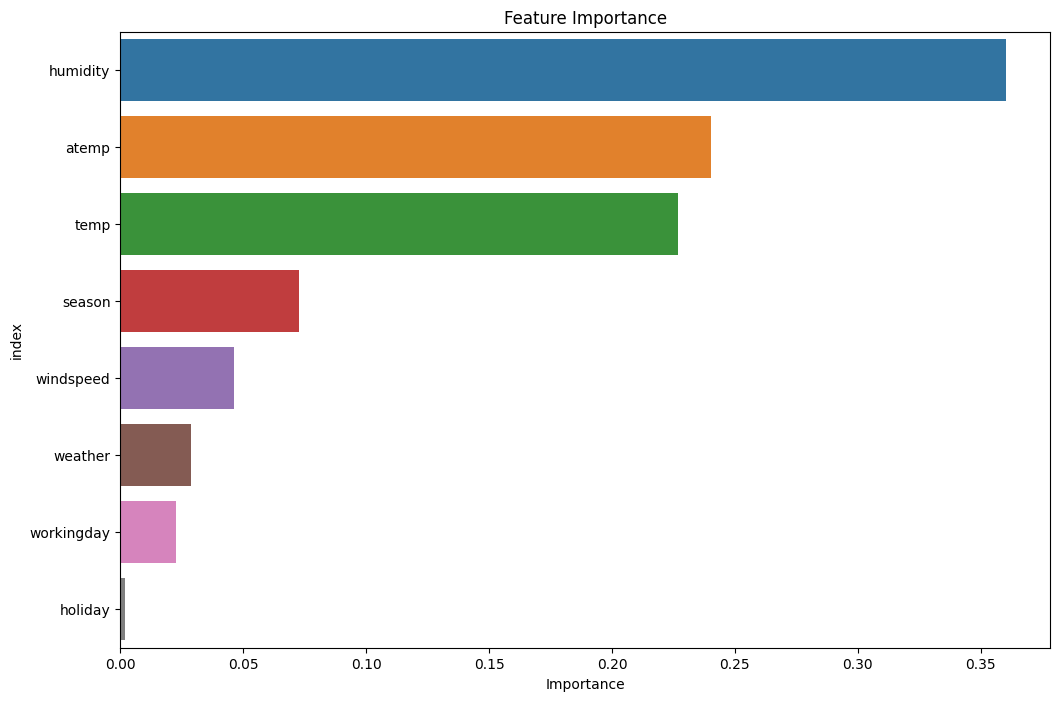 Feature Importance
humidity
atemp
temp
season
windspeed
weather
workingday
holiday
index
0.00 0.05 0.10 0.15 0.20 0.25 0.30 0.35
Importance